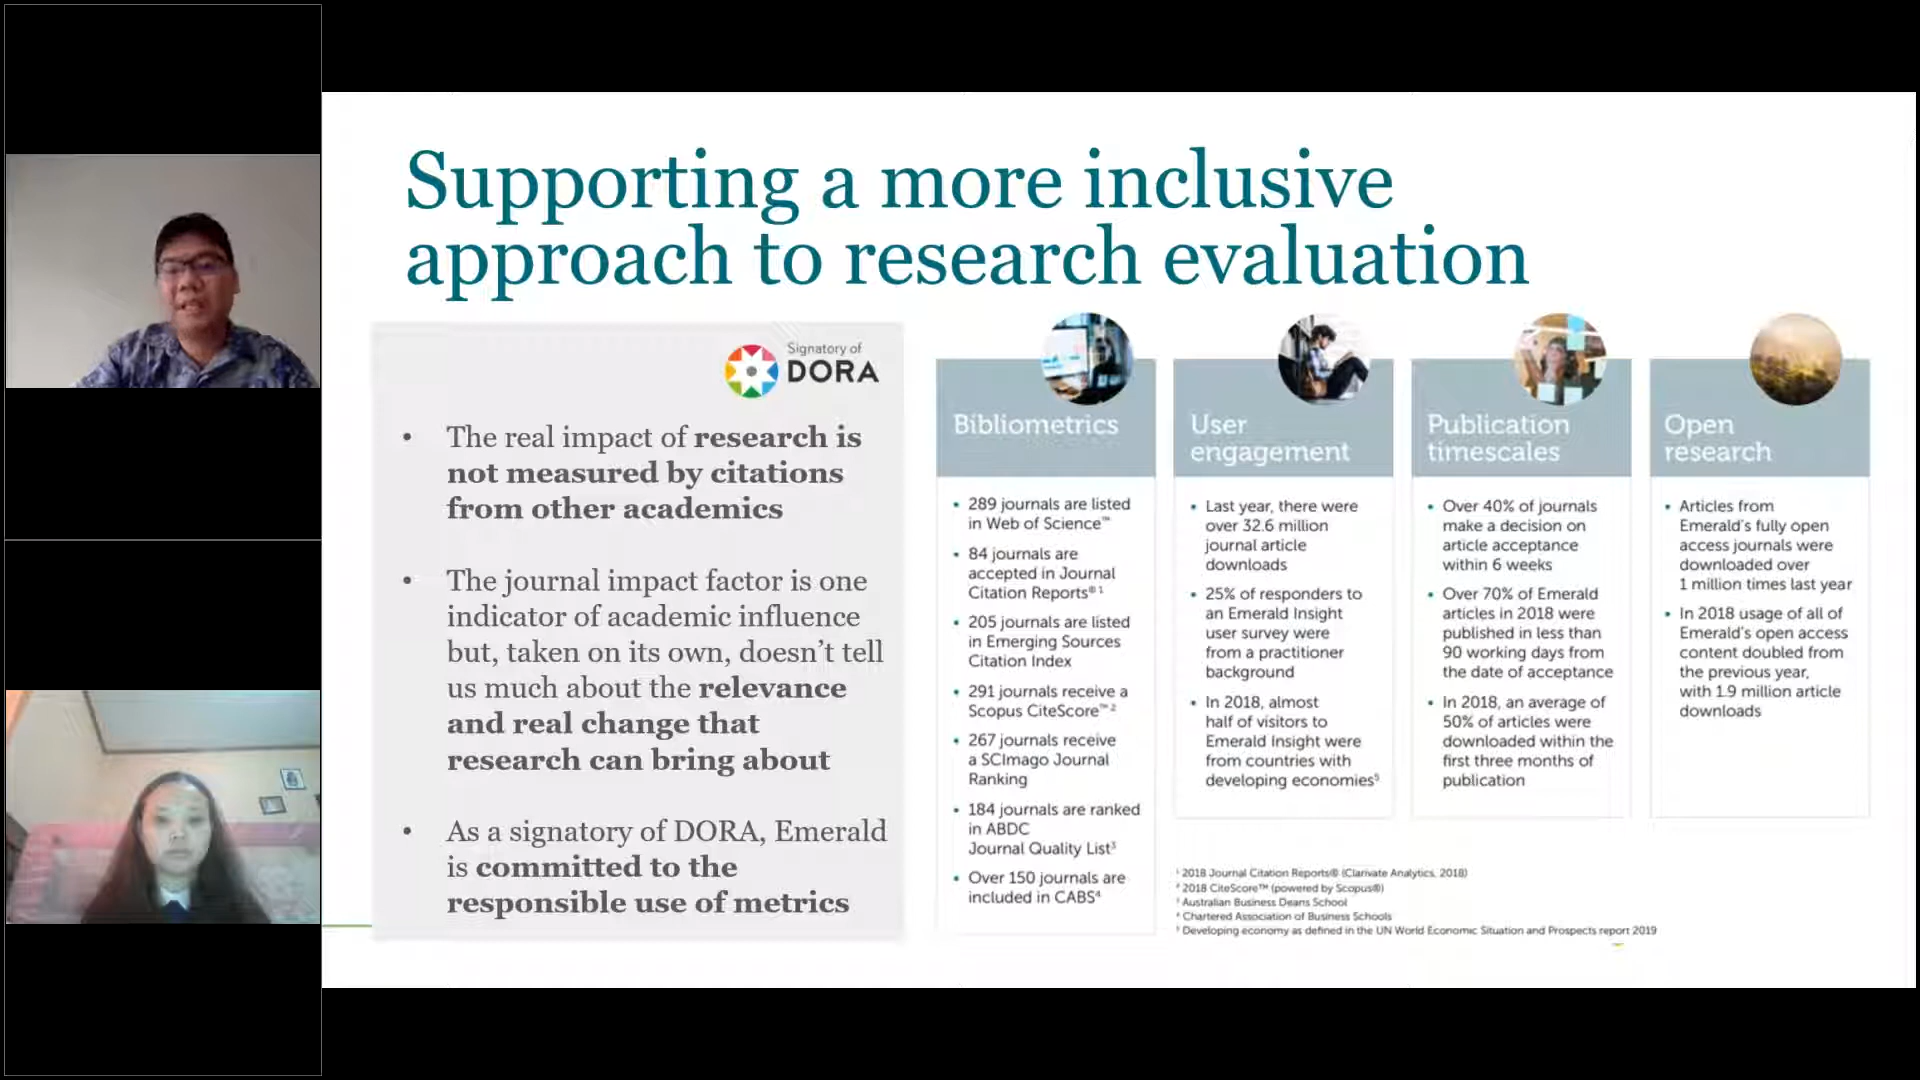 Supporting a more inclusive
approach to research evaluation
Signatory of
DORA
• The real impact of research is
not measured by citations
from other academics
• The journal impact factor is one
indicator of academic influence
but, taken on its own, doesn’t tell
us much about the relevance
and real change that
research can bring about
• As a signatory of DORA, Emerald
is committed to the
responsible use of metrics
Bibliometrics
• 289 journals are listed
in Web of Science™
• 84 journals are
accepted in Journal
Citation Reports®¹
• 205 journals are listed
in Emerging Sources
Citation Index
• 291 journals receive a
Scopus CiteScore™²
• 267 journals receive
a SCImago Journal
Ranking
• 184 journals are ranked
in ABDC
Journal Quality List³
• Over 150 journals are
included in CABS⁴
User
engagement
• Last year, there were
over 32.6 million
journal article
downloads
• 25% of responders to
an Emerald Insight
user survey were
from a practitioner
background
• In 2018, almost
half of visitors to
Emerald Insight were
from countries with
developing economies⁵
Publication
timescales
• Over 40% of journals
make a decision on
article acceptance
within 6 weeks
• Over 70% of Emerald
articles in 2018 were
published in less than
90 working days from
the date of acceptance
• In 2018, an average of
50% of articles were
downloaded within the
first three months of
publication
Open
research
• Articles from
Emerald's fully open
access journals were
downloaded over
1 million times last year
• In 2018 usage of all of
Emerald's open access
content doubled from
the previous year,
with 1.9 million article
downloads
¹ 2018 Journal Citation Reports® (Clarivate Analytics, 2018)
² 2018 CiteScore™ (powered by Scopus®)
³ Australian Business Deans School
⁴ Chartered Association of Business Schools
⁵ Developing economy as defined in the UN World Economic Situation and Prospects report 2019